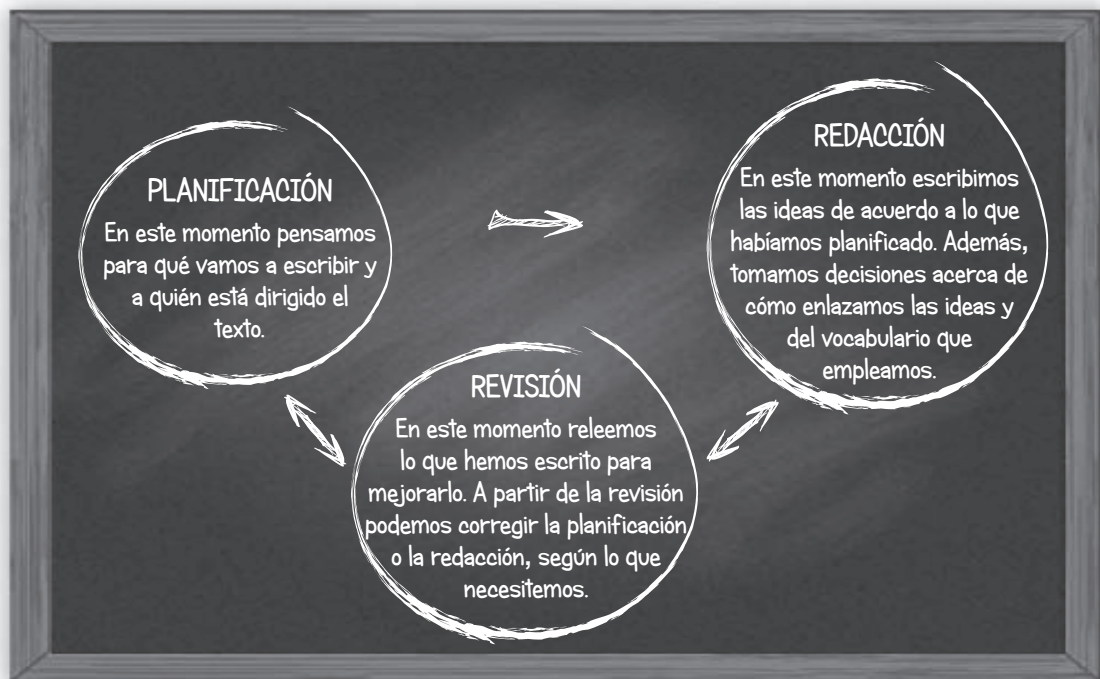 PLANIFICACIÓN
En este momento pensamos
para qué vamos a escribir y
a quién está dirigido el
texto.
REDACCIÓN
En este momento escribimos
las ideas de acuerdo a lo que
habíamos planificado. Además,
tomamos decisiones acerca de
cómo enlazamos las ideas y
del vocabulario que
empleamos.
REVISIÓN
En este momento releemos
lo que hemos escrito para
mejorarlo. A partir de la revisión
podemos corregir la planificación
o la redacción, según lo que
necesitemos.